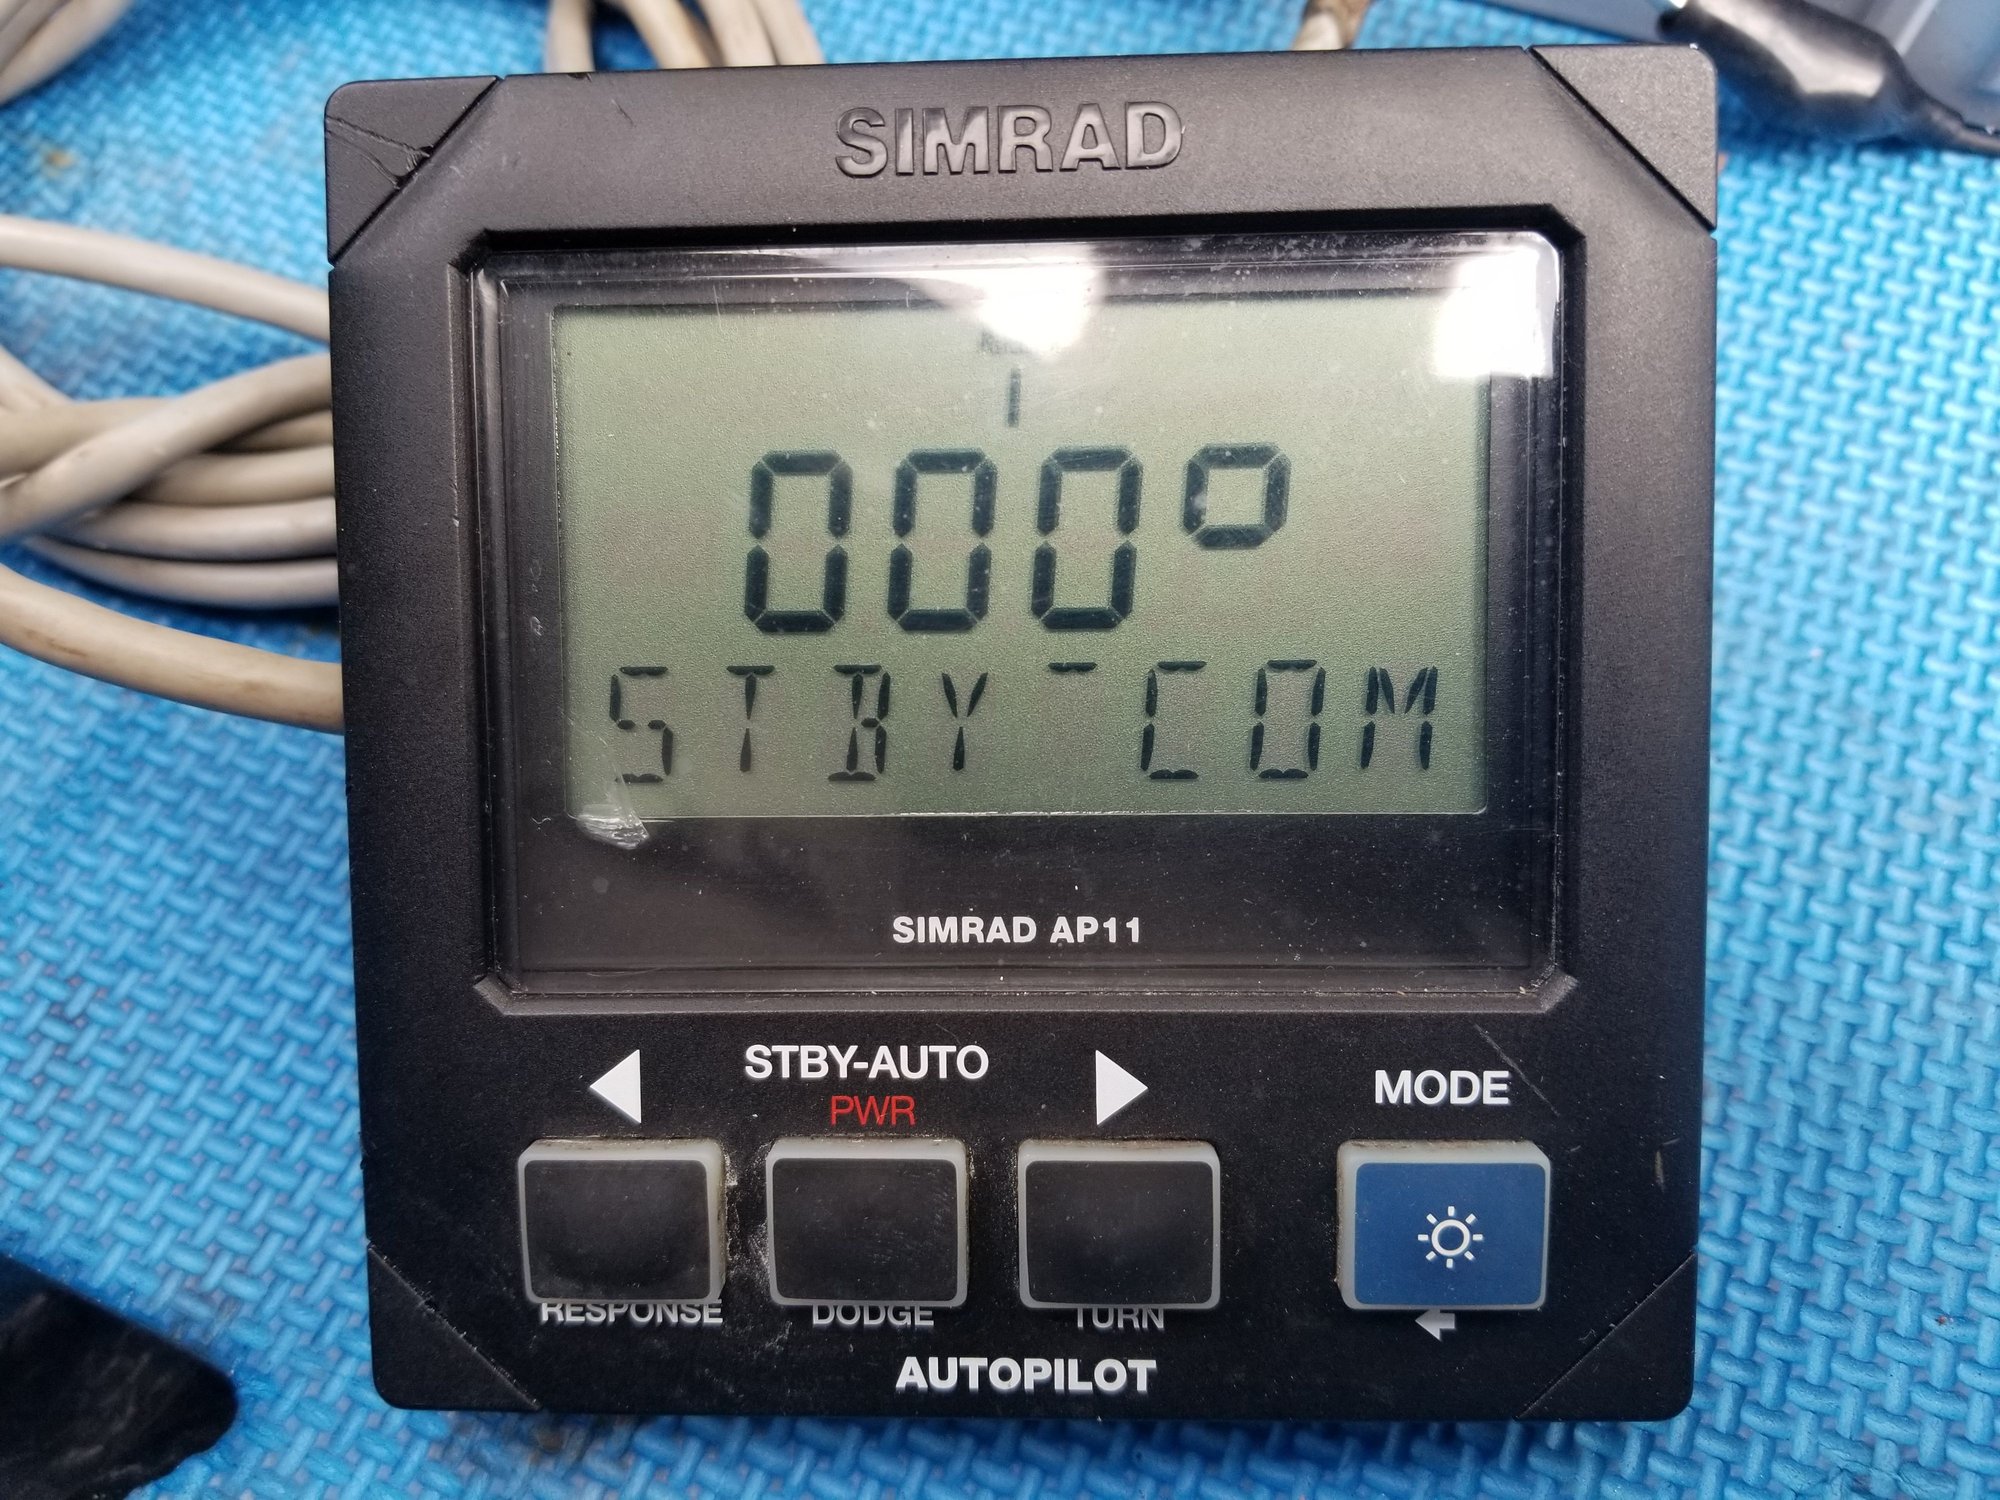 SIMRAD
000°
STBY-COM
SIMRAD AP11
STBY-AUTO
MODE
PWR
RESPONSE
DODGE
TURN
AUTOPILOT